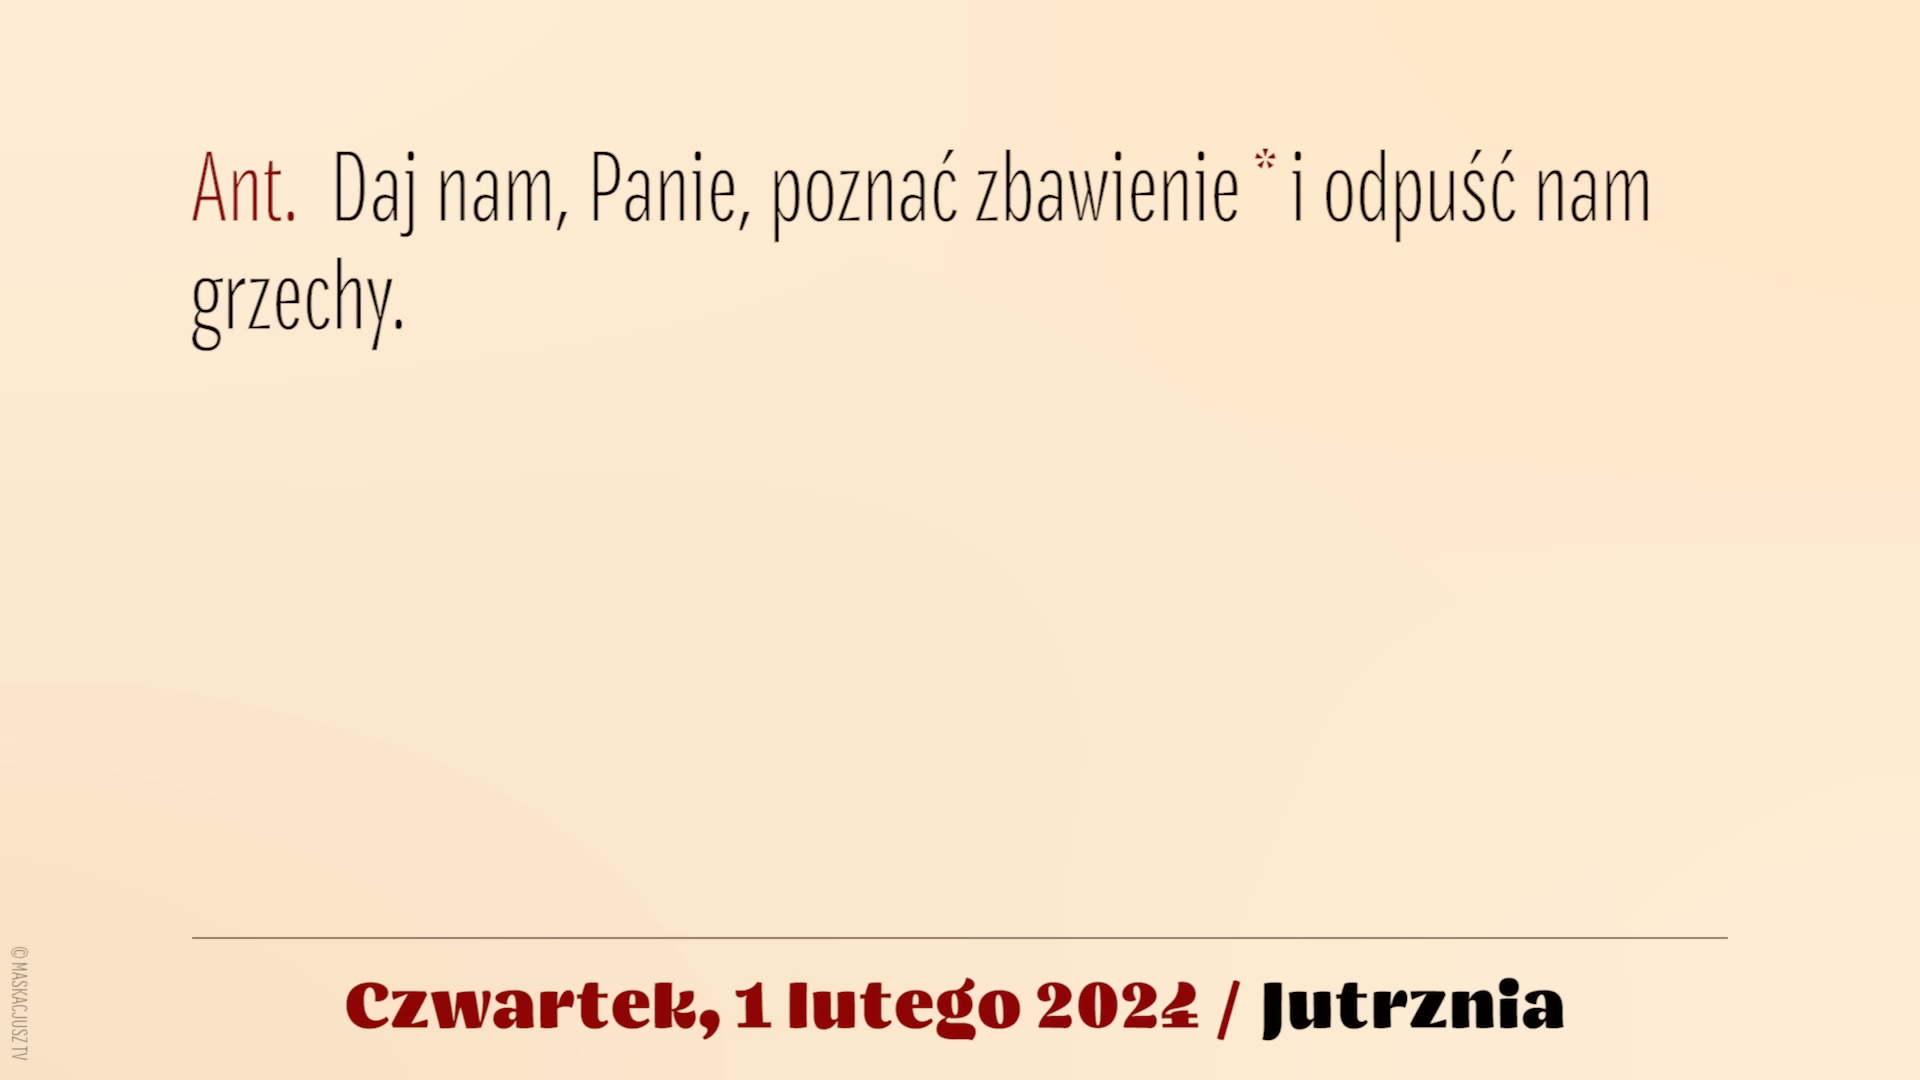 Ant. Daj nam, Panie, poznać zbawienie * i odpuść nam
grzechy.
Czwartek, 1 lutego 2024 / Jutrznia
© MASKACJUSZ TV